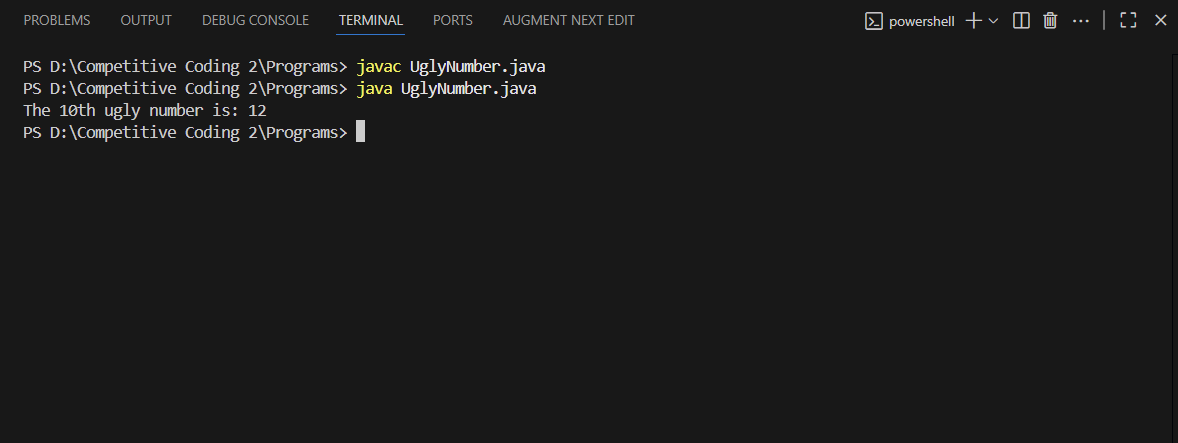 PROBLEMS OUTPUT DEBUG CONSOLE TERMINAL PORTS AUGMENT NEXT EDIT powershell
PS D:\Competitive Coding 2\Programs> javac UglyNumber.java
PS D:\Competitive Coding 2\Programs> java UglyNumber.java
The 10th ugly number is: 12
PS D:\Competitive Coding 2\Programs>